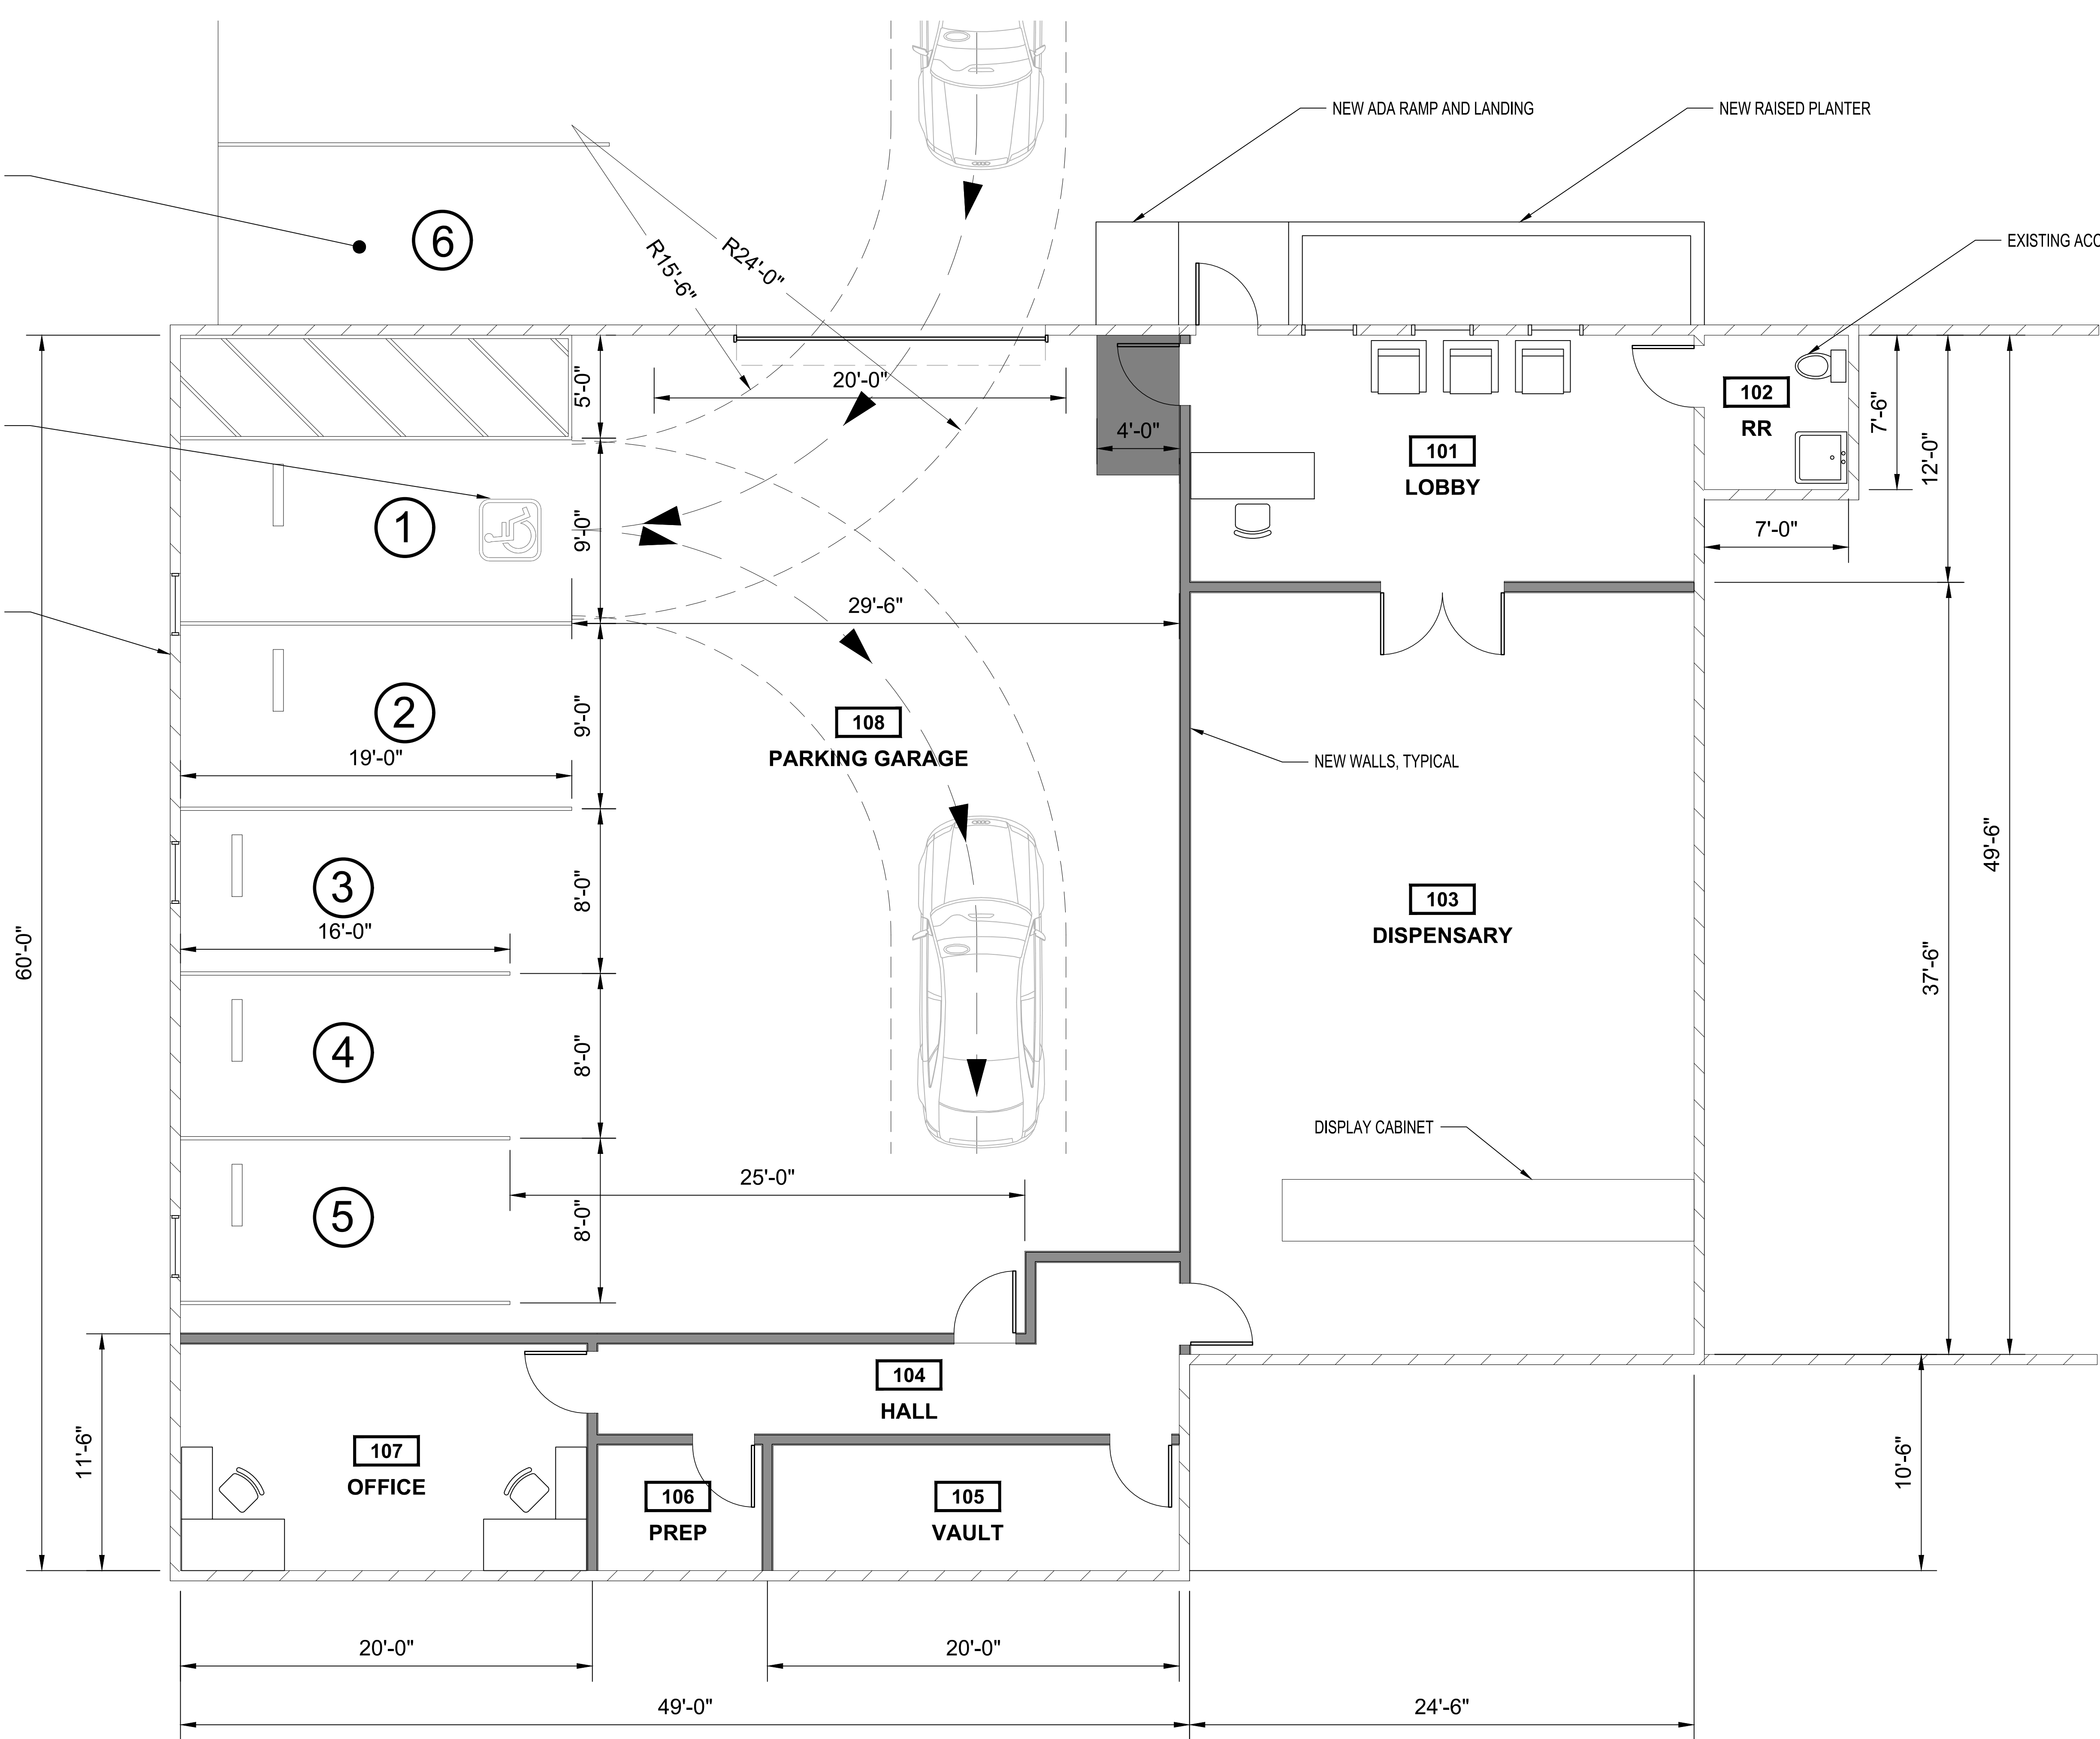 NEW ADA RAMP AND LANDING
NEW RAISED PLANTER
6
R15'-6"
R24'-0"
EXISTING ACC
5'-0"
20'-0"
4'-0"
101
LOBBY
102
RR
7'-6"
12'-0"
1
9'-0"
7'-0"
29'-6"
2
9'-0"
19'-0"
108
PARKING GARAGE
NEW WALLS, TYPICAL
3
8'-0"
16'-0"
60'-0"
103
DISPENSARY
49'-6"
37'-6"
4
8'-0"
DISPLAY CABINET
25'-0"
5
8'-0"
104
HALL
11'-6"
107
OFFICE
106
PREP
105
VAULT
10'-6"
20'-0"
20'-0"
49'-0"
24'-6"